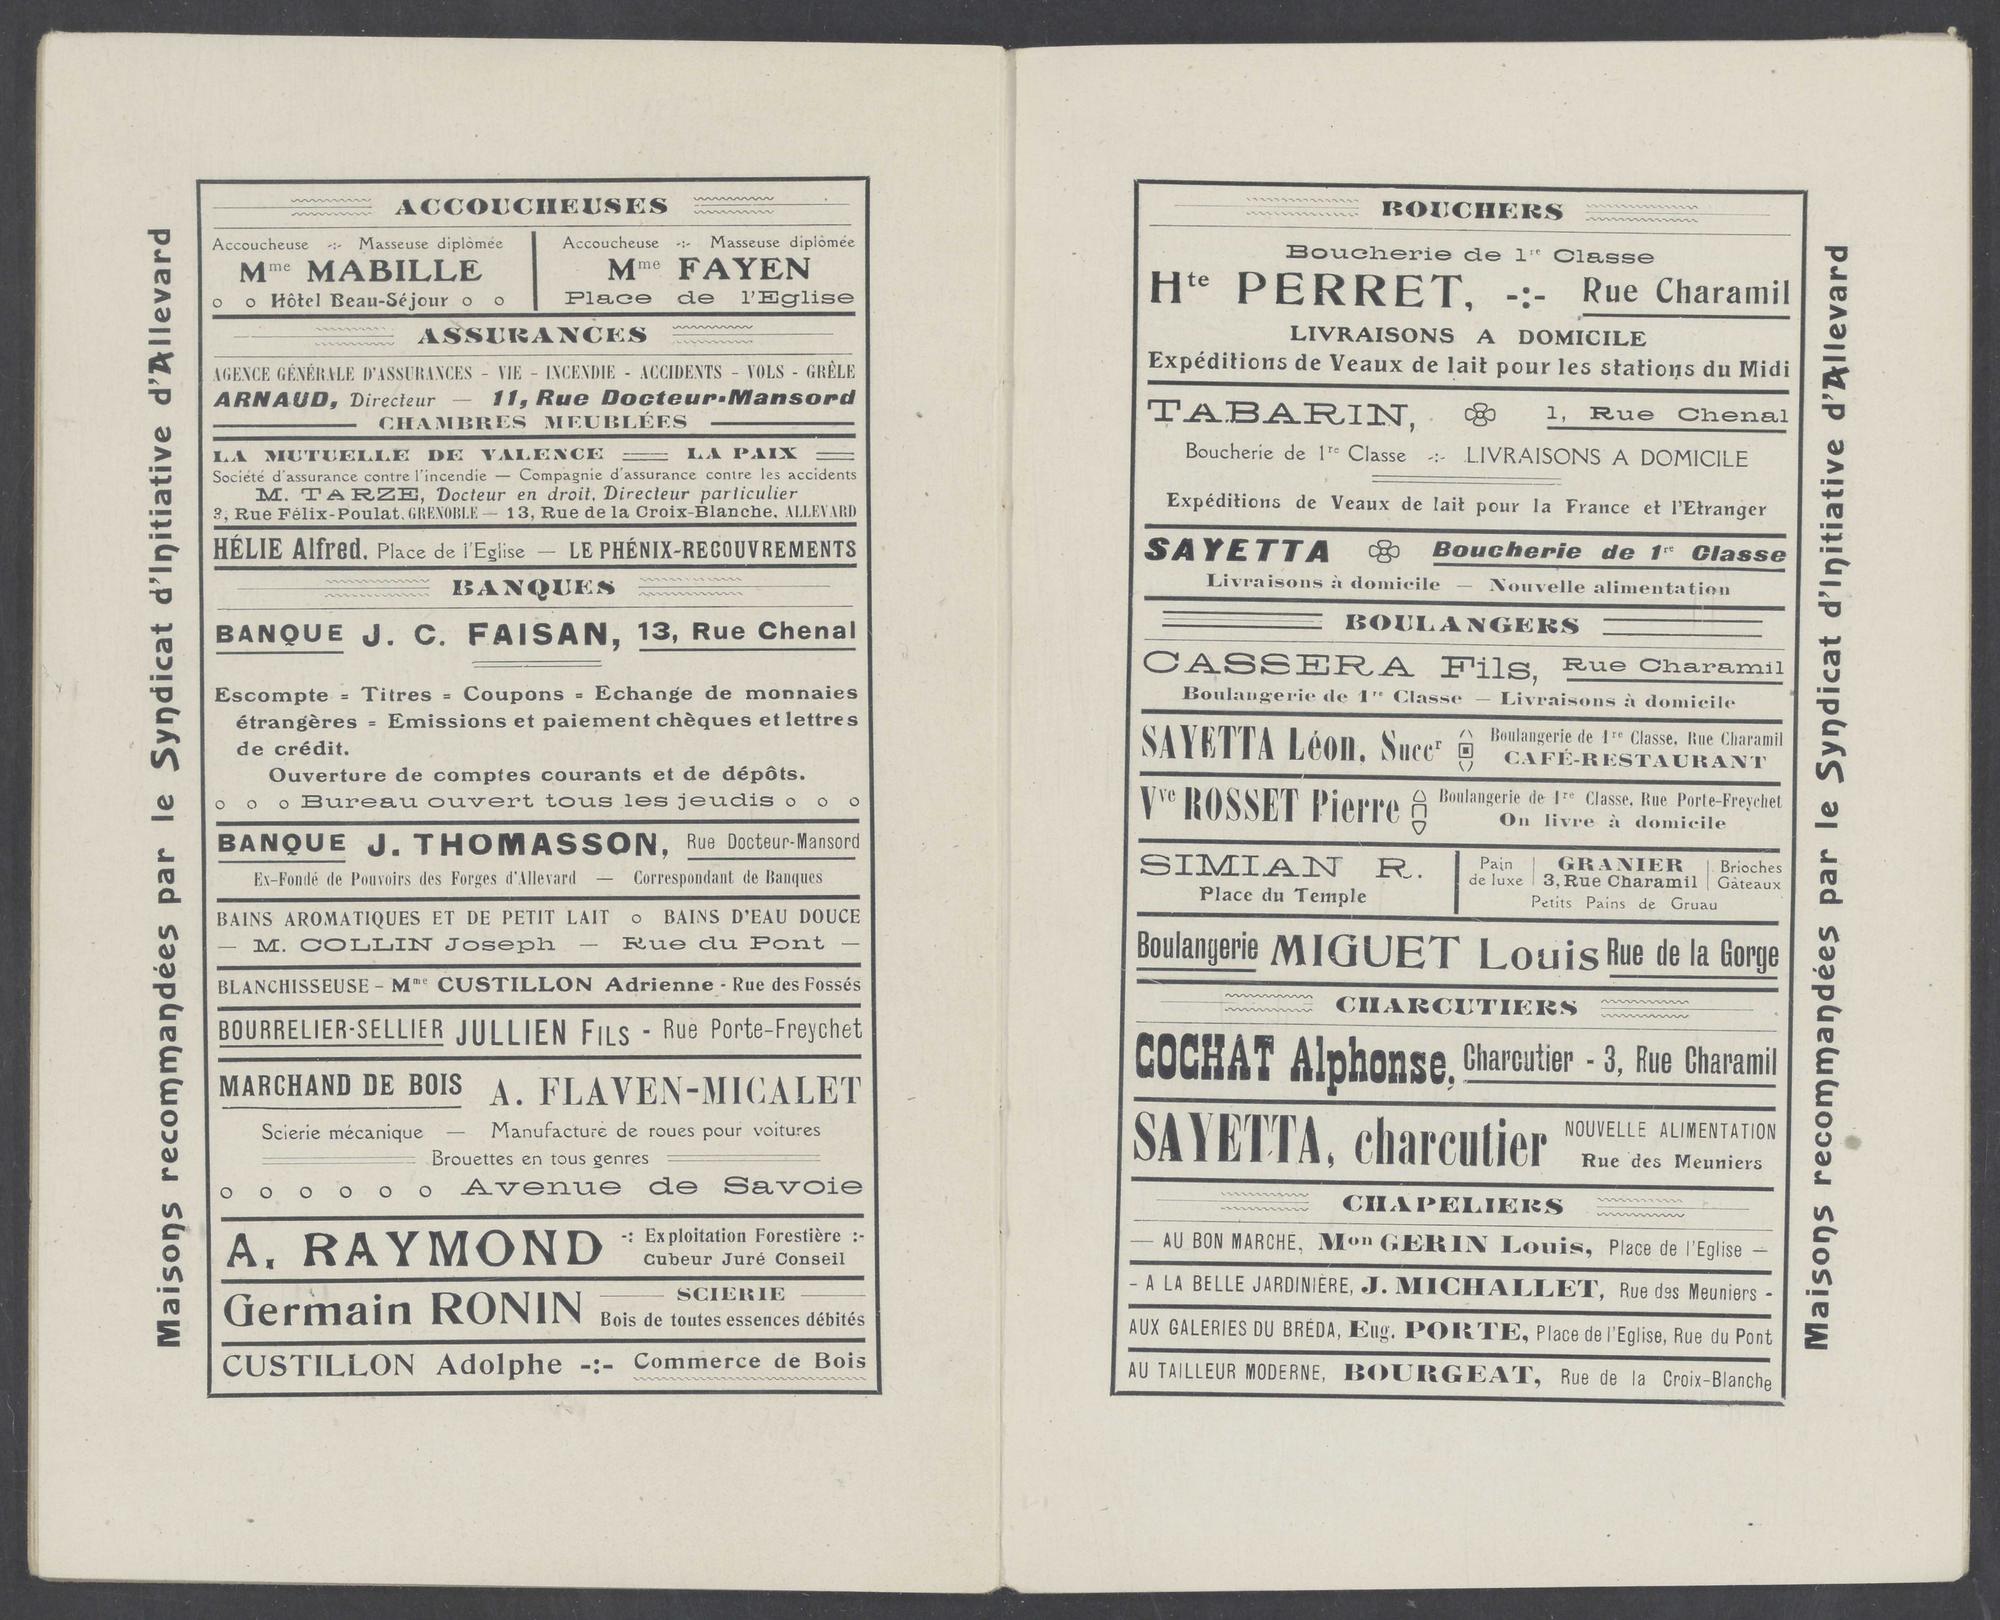 Maisons recommandées par le Syndicat d'Initiative d'Allevard
ACCOUCHEUSES
Accoucheuse -:- Masseuse diplômée
Mme MABILLE
o o Hôtel Beau-Séjour o o
Accoucheuse -:- Masseuse diplômée
Mme FAYEN
Place de l'Eglise
ASSURANCES
AGENCE GÉNÉRALE D'ASSURANCES - VIE - INCENDIE - ACCIDENTS - VOLS - GRÊLE
ARNAUD, Directeur — 11, Rue Docteur-Mansord
CHAMBRES MEUBLÉES
LA MUTUELLE DE VALENCE LA PAIX
Société d'assurance contre l'incendie — Compagnie d'assurance contre les accidents
M. TARZE, Docteur en droit, Directeur particulier
3, Rue Félix-Poulat, GRENOBLE — 13, Rue de la Croix-Blanche, ALLEVARD
HÉLIE Alfred, Place de l'Eglise — LE PHÉNIX-RECOUVREMENTS
BANQUES
BANQUE J. C. FAISAN, 13, Rue Chenal
Escompte = Titres = Coupons = Echange de monnaies
étrangères = Emissions et paiement chèques et lettres
de crédit.
Ouverture de comptes courants et de dépôts.
o o o Bureau ouvert tous les jeudis o o o
BANQUE J. THOMASSON, Rue Docteur-Mansord
Ex-Fondé de Pouvoirs des Forges d'Allevard — Correspondant de Banques
BAINS AROMATIQUES ET DE PETIT LAIT o BAINS D'EAU DOUCE
— M. COLLIN Joseph — Rue du Pont —
BLANCHISSEUSE - Mme CUSTILLON Adrienne - Rue des Fossés
BOURRELIER-SELLIER JULLIEN FILS - Rue Porte-Freychet
MARCHAND DE BOIS A. FLAVEN-MICALET
Scierie mécanique — Manufacture de roues pour voitures
Brouettes en tous genres
o o o o o o o Avenue de Savoie
A. RAYMOND -: Exploitation Forestière :-
Cubeur Juré Conseil
Germain RONIN SCIERIE
Bois de toutes essences débités
CUSTILLON Adolphe -:- Commerce de Bois
BOUCHERS
Boucherie de 1re Classe
Hte PERRET, -:- Rue Charamil
LIVRAISONS A DOMICILE
Expéditions de Veaux de lait pour les stations du Midi
TABARIN, 1, Rue Chenal
Boucherie de 1re Classe -:- LIVRAISONS A DOMICILE
Expéditions de Veaux de lait pour la France et l'Etranger
SAYETTA Boucherie de 1re Classe
Livraisons à domicile — Nouvelle alimentation
BOULANGERS
CASSERA Fils, Rue Charamil
Boulangerie de 1re Classe — Livraisons à domicile
SAYETTA Léon, Succr Boulangerie de 1re Classe, Rue Charamil
CAFÉ-RESTAURANT
Vve ROSSET Pierre Boulangerie de 1re Classe, Rue Porte-Freychet
On livre à domicile
SIMIAN R.
Place du Temple
Pain de luxe | GRANIER | Brioches
3, Rue Charamil | Gâteaux
Petits Pains de Gruau
Boulangerie MIGUET Louis Rue de la Gorge
CHARCUTIERS
COCHAT Alphonse, Charcutier - 3, Rue Charamil
SAYETTA, charcutier NOUVELLE ALIMENTATION
Rue des Meuniers
CHAPELIERS
— AU BON MARCHE, Mon GERIN Louis, Place de l'Eglise —
- A LA BELLE JARDINIÈRE, J. MICHALLET, Rue des Meuniers -
AUX GALERIES DU BRÉDA, Eug. PORTE, Place de l'Eglise, Rue du Pont
AU TAILLEUR MODERNE, BOURGEAT, Rue de la Croix-Blanche
Maisons recommandées par le Syndicat d'Initiative d'Allevard